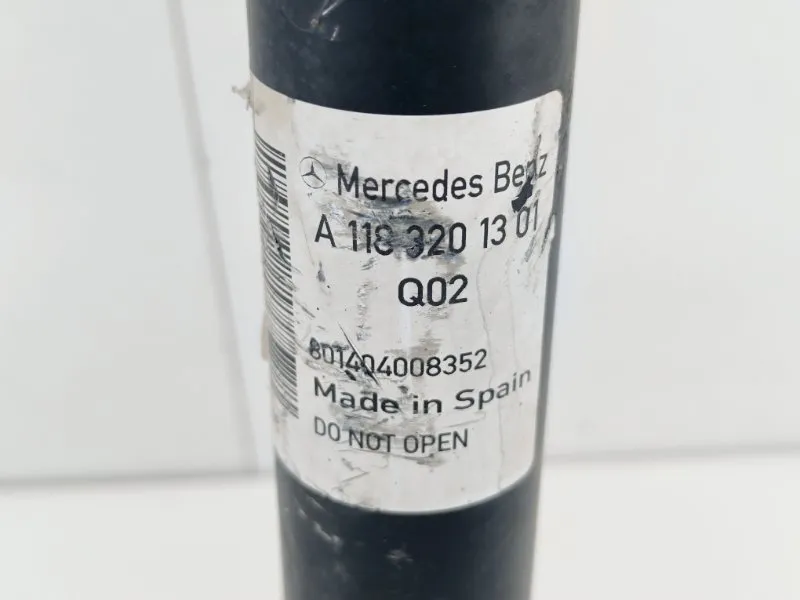 Mercedes Benz
A 118 320 13 01
Q02
801404008352
Made in Spain
DO NOT OPEN